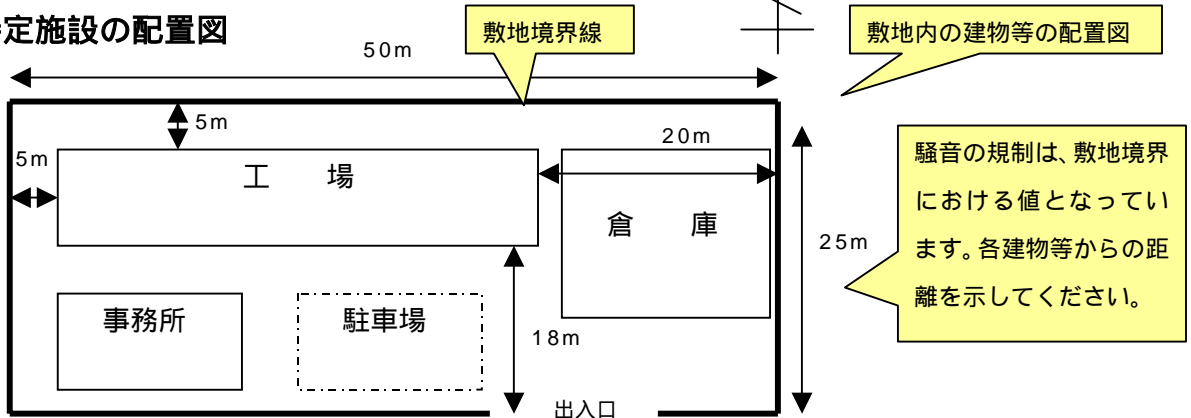 定施設の配置図
敷地境界線
敷地内の建物等の配置図
50m
5m
20m
5m
工 場
倉 庫
騒音の規制は、敷地境界
における値となってい
ます。各建物等からの距
離を示してください。
25m
事務所
駐車場
18m
出入口